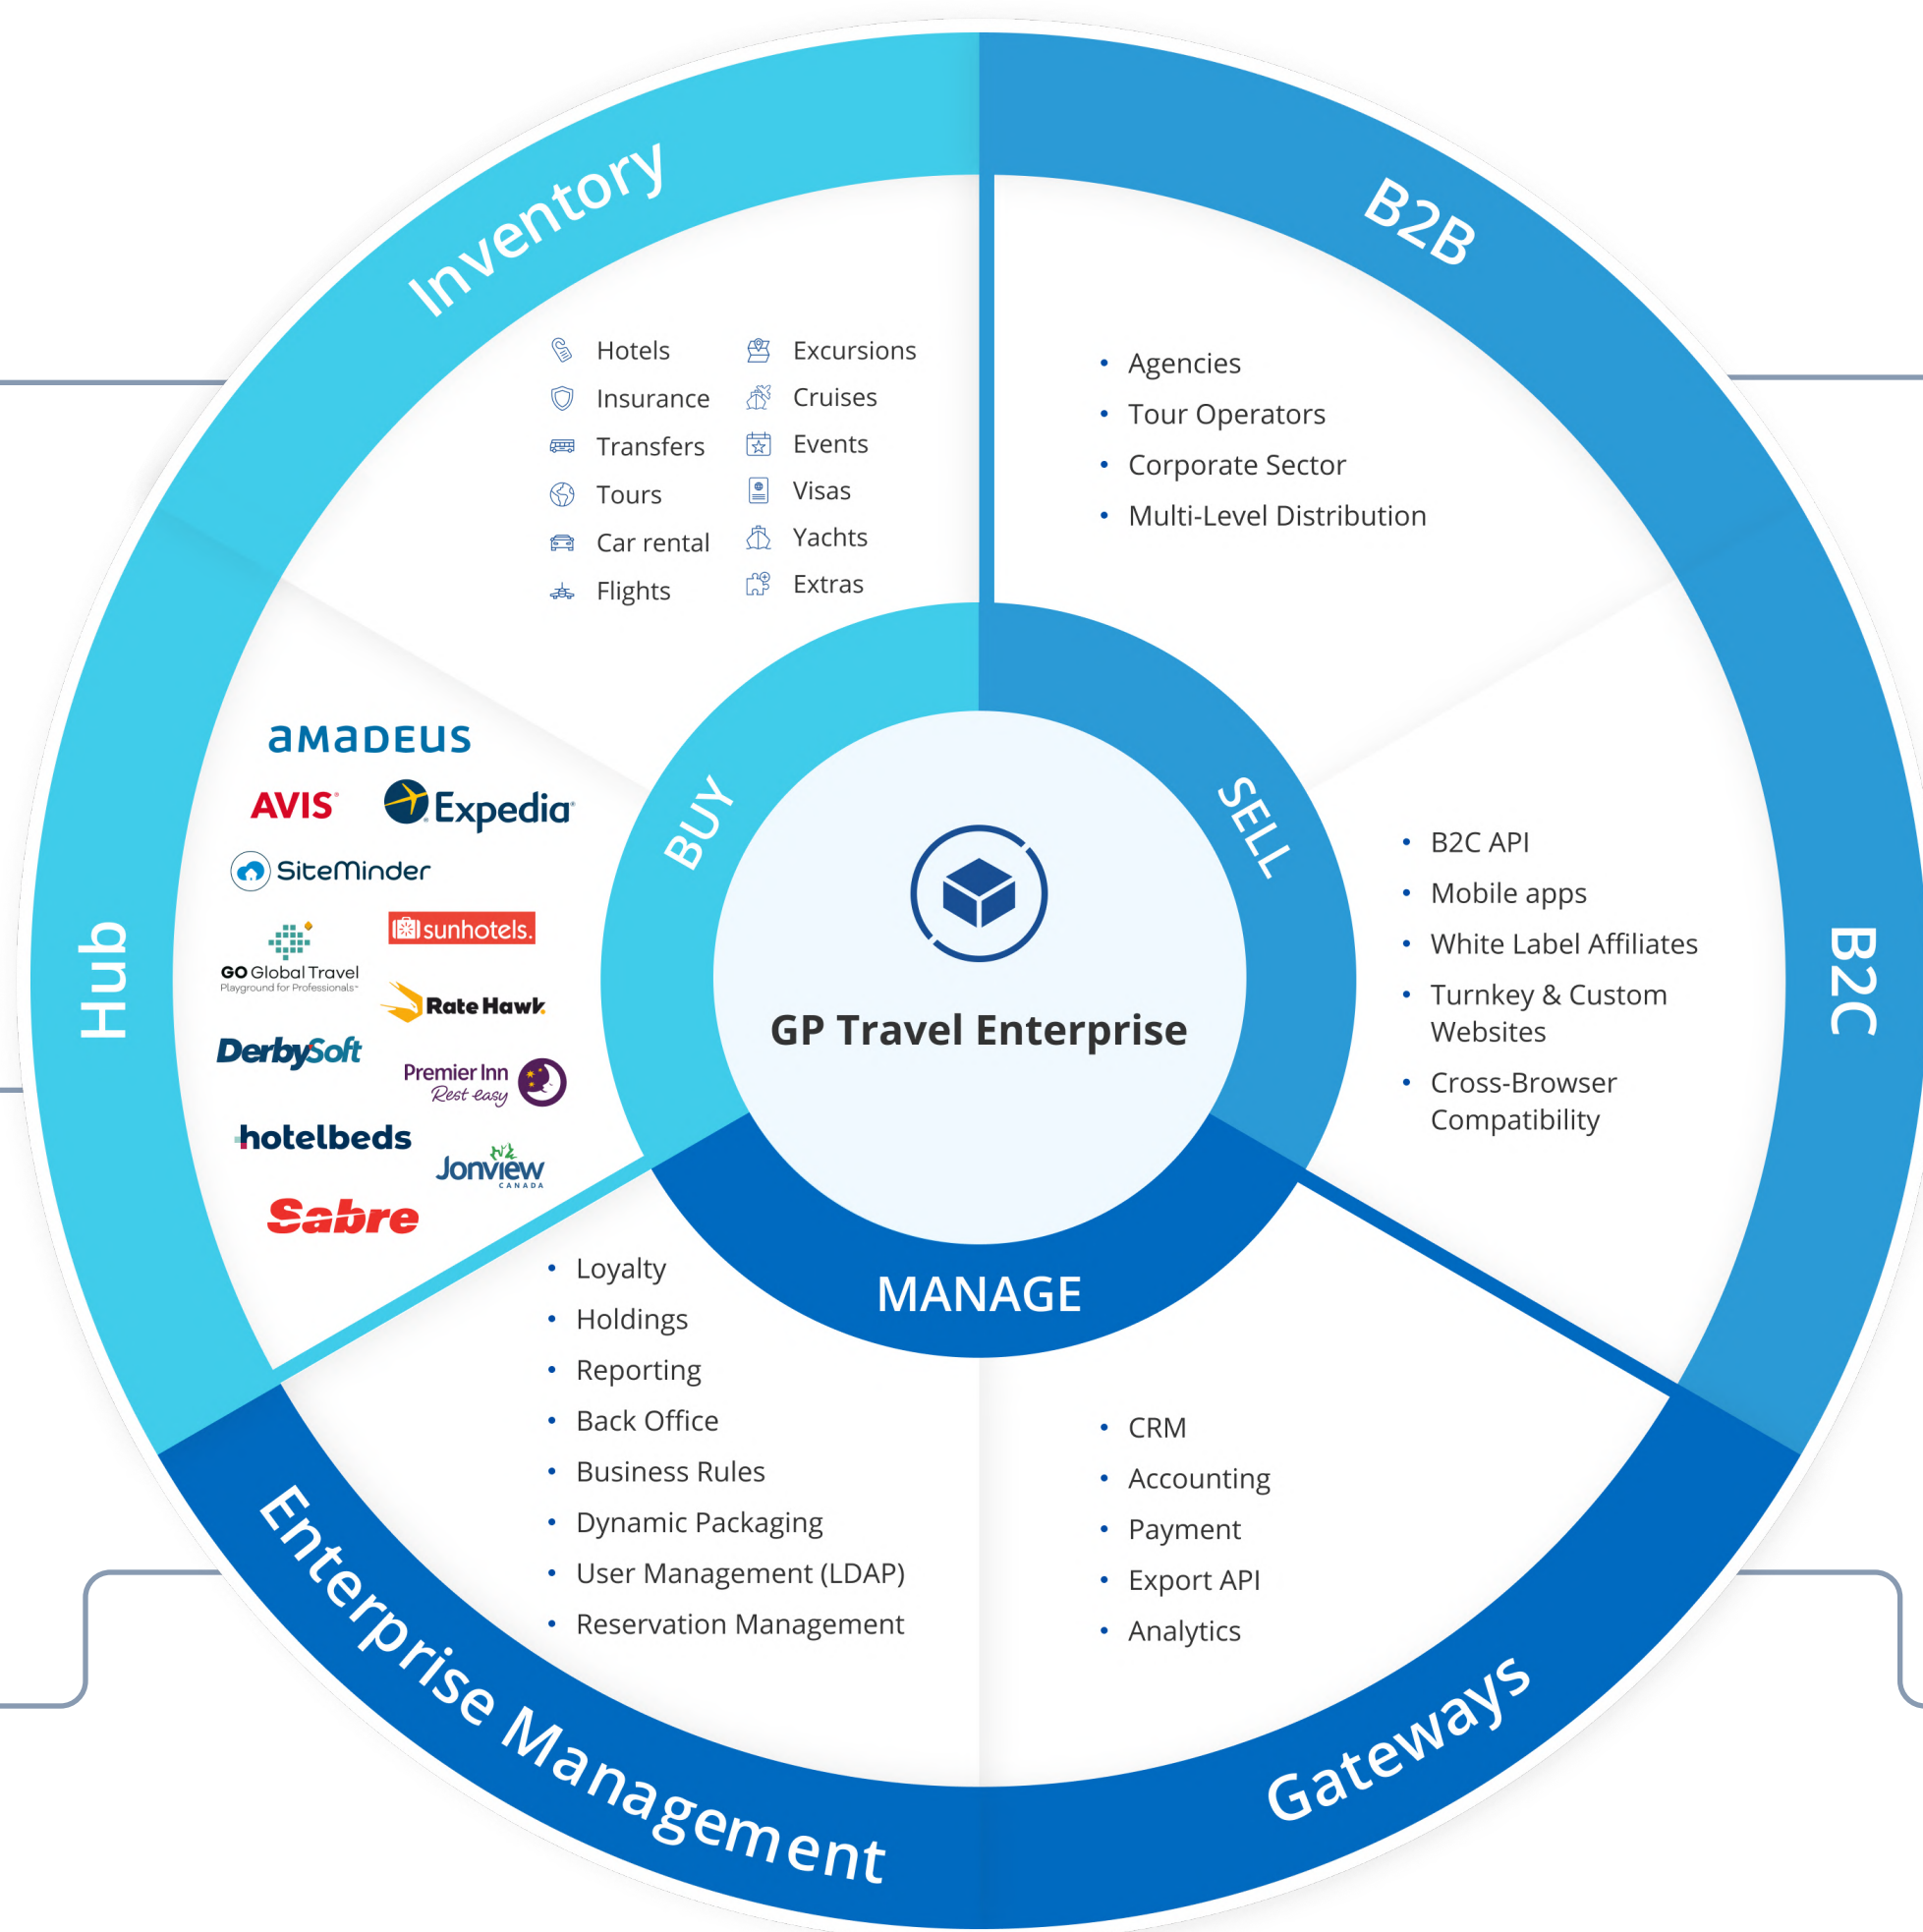 Inventory
Hotels
Insurance
Transfers
Tours
Car rental
Flights
Excursions
Cruises
Events
Visas
Yachts
Extras
B2B
Agencies
Tour Operators
Corporate Sector
Multi-Level Distribution
Hub
amadeus
AVIS
Expedia
SiteMinder
sunhotels.
GO Global Travel
Playground for Professionals™
Rate Hawk.
DerbySoft
Premier Inn
Rest easy
hotelbeds
Jonview
CANADA
Sabre
BUY
SELL
GP Travel Enterprise
MANAGE
B2C
B2C API
Mobile apps
White Label Affiliates
Turnkey & Custom
Websites
Cross-Browser
Compatibility
Enterprise Management
Loyalty
Holdings
Reporting
Back Office
Business Rules
Dynamic Packaging
User Management (LDAP)
Reservation Management
Gateways
CRM
Accounting
Payment
Export API
Analytics